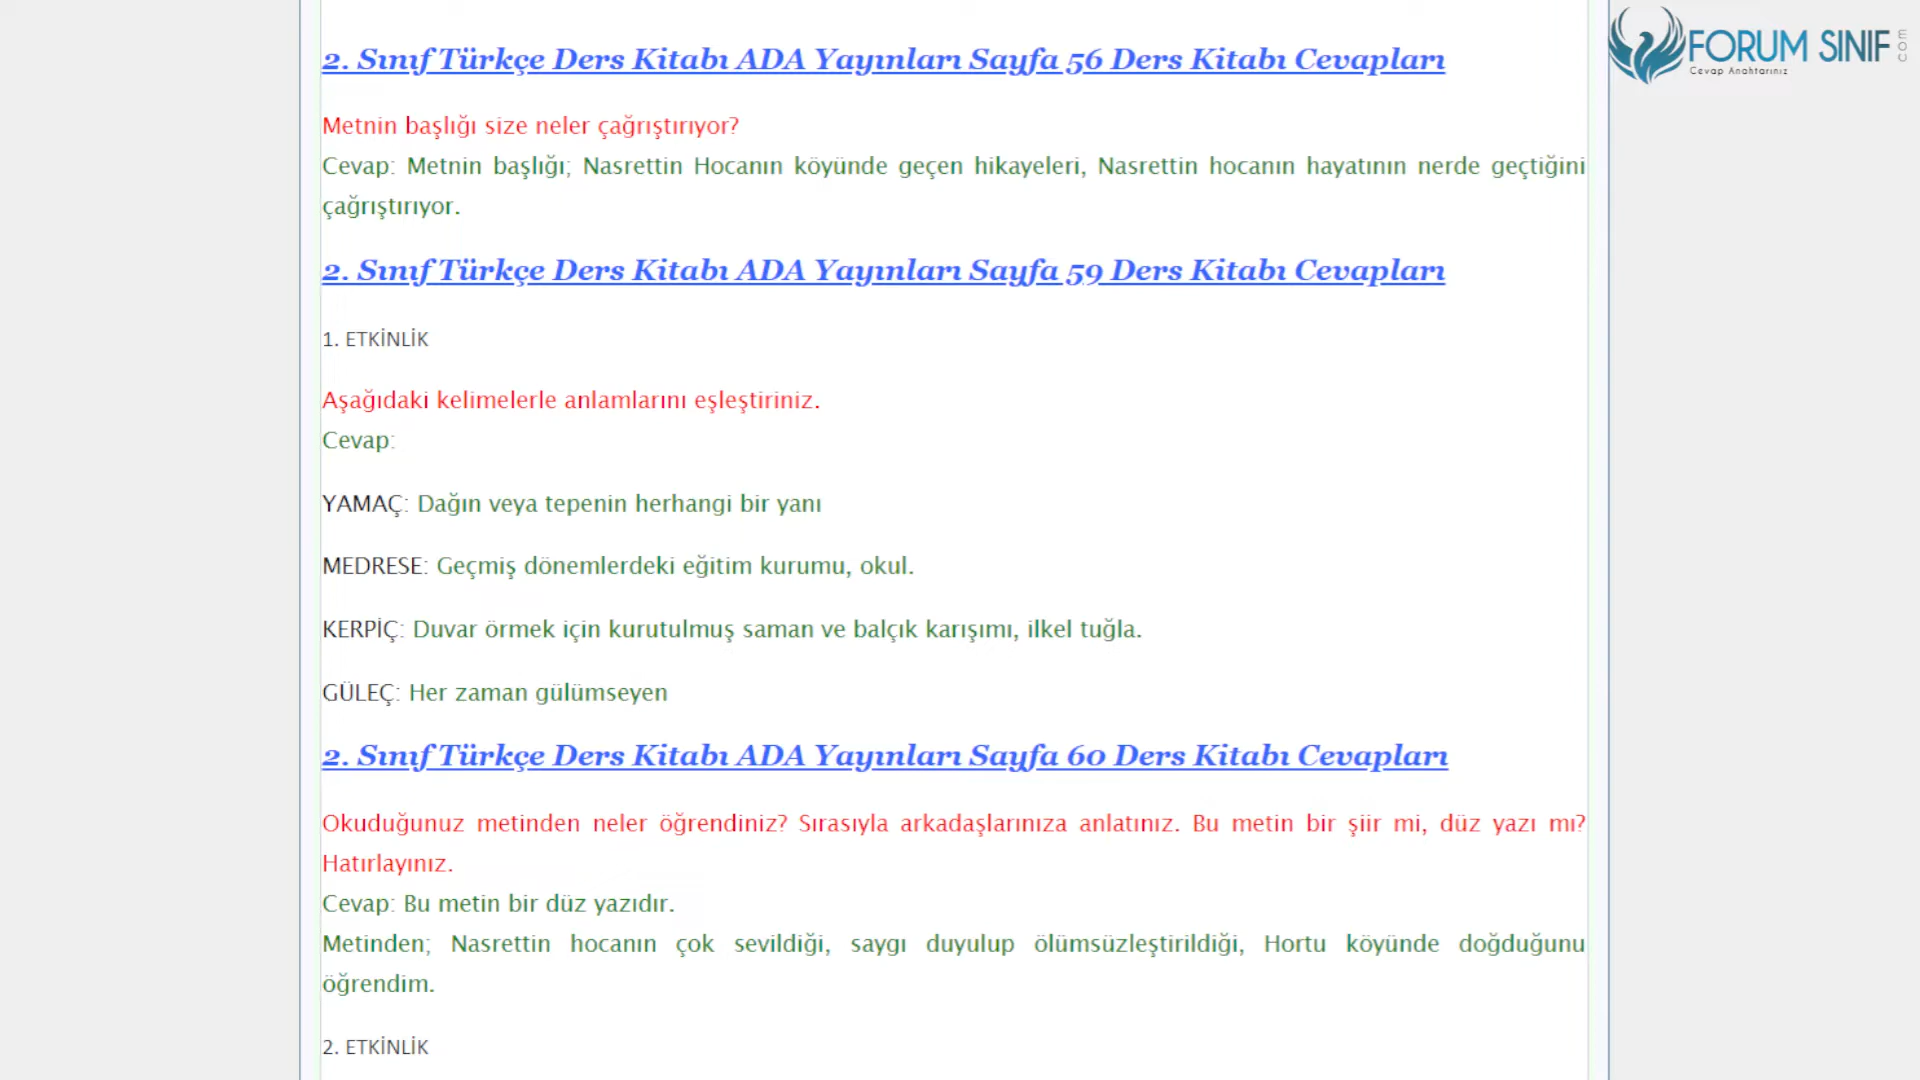 2. Sınıf Türkçe Ders Kitabı ADA Yayınları Sayfa 56 Ders Kitabı Cevapları
FORUM SINIF
com
Cevap Anahtarınız
Metnin başlığı size neler çağrıştırıyor?
Cevap: Metnin başlığı; Nasrettin Hocanın köyünde geçen hikayeleri, Nasrettin hocanın hayatının nerde geçtiğini
çağrıştırıyor.
2. Sınıf Türkçe Ders Kitabı ADA Yayınları Sayfa 59 Ders Kitabı Cevapları
1. ETKİNLİK
Aşağıdaki kelimelerle anlamlarını eşleştiriniz.
Cevap:
YAMAÇ: Dağın veya tepenin herhangi bir yanı
MEDRESE: Geçmiş dönemlerdeki eğitim kurumu, okul.
KERPİÇ: Duvar örmek için kurutulmuş saman ve balçık karışımı, ilkel tuğla.
GÜLEÇ: Her zaman gülümseyen
2. Sınıf Türkçe Ders Kitabı ADA Yayınları Sayfa 60 Ders Kitabı Cevapları
Okuduğunuz metinden neler öğrendiniz? Sırasıyla arkadaşlarınıza anlatınız. Bu metin bir şiir mi, düz yazı mı?
Hatırlayınız.
Cevap: Bu metin bir düz yazıdır.
Metinden; Nasrettin hocanın çok sevildiği, saygı duyulup ölümsüzleştirildiği, Hortu köyünde doğduğunu
öğrendim.
2. ETKİNLİK